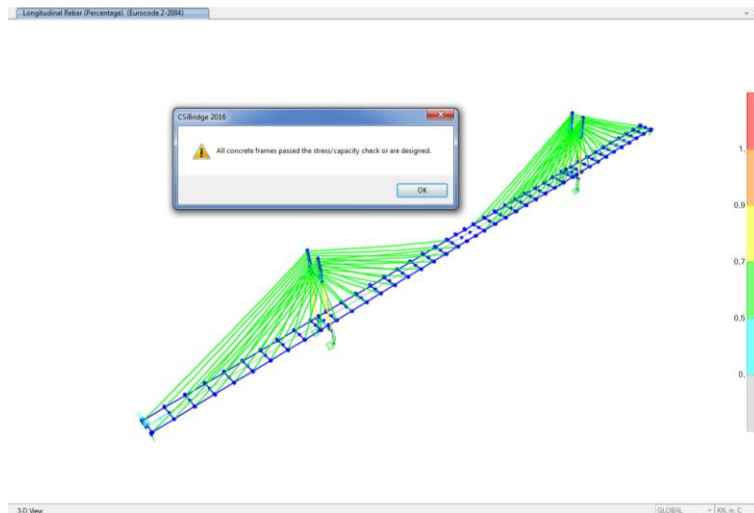 Longitudinal Rebar (Percentage) (Eurocode 2-2004)
CSiBridge 2016
All concrete frames passed the stress/capacity check or are designed.
OK
1,
0,9
0,7
0,5
0,
3-D View
GLOBAL
KN, m, C